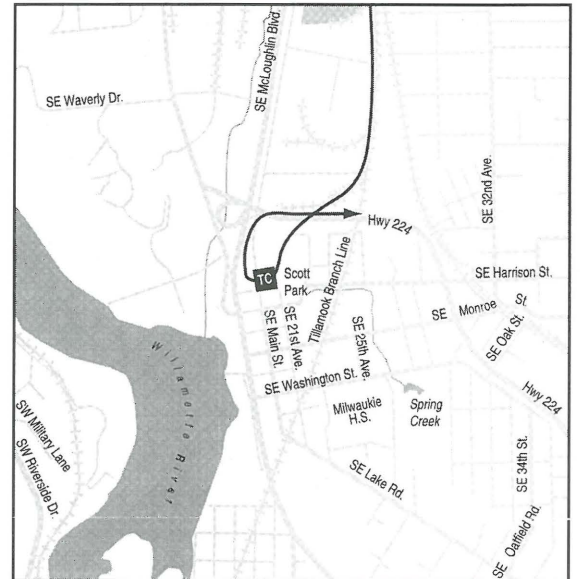 SE McLoughlin Blvd.
SE Waverly Dr.
SE 32nd Ave.
Hwy 224
Tillamook Branch Line
TC
Scott
Park
SE Harrison St.
SE Monroe St
SE Main St.
SE 21st Ave.
SE 25th Ave.
SE Oak St.
Willamette River
SE Washington St.
Milwaukie
H.S.
Spring
Creek
Hwy 224
SW Military Lane
SW Riverside Dr.
SE Lake Rd.
SE 34th St.
SE Oatfield Rd.